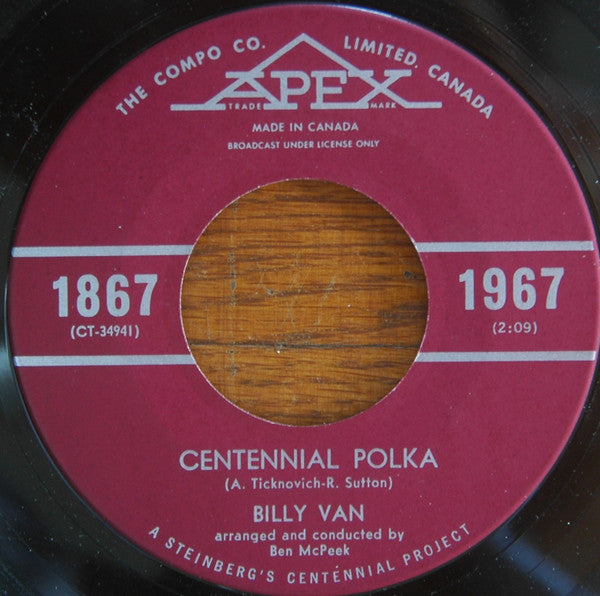 THE COMPO CO. LIMITED, CANADA
APEX
TRADE MARK
MADE IN CANADA
BROADCAST UNDER LICENSE ONLY
1867 1967
(CT-34941) (2:09)
CENTENNIAL POLKA
(A. Ticknovich-R. Sutton)
BILLY VAN
arranged and conducted by
Ben McPeek
A STEINBERG'S CENTENNIAL PROJECT